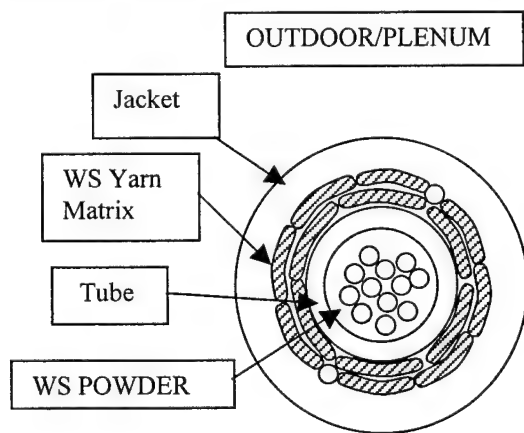 OUTDOOR/PLENUM
Jacket
WS Yarn
Matrix
Tube
WS POWDER